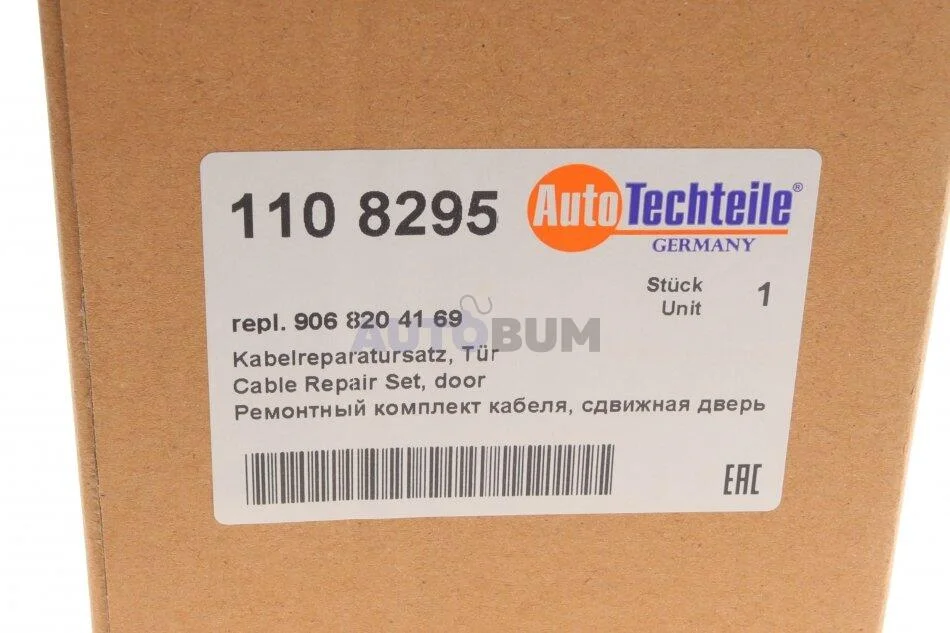 110 8295
AutoTechteile®
GERMANY
Stück
Unit
1
repl. 906 820 41 69
AUTOBUM
Kabelreparatursatz, Tür
Cable Repair Set, door
Ремонтный комплект кабеля, сдвижная дверь
EAC